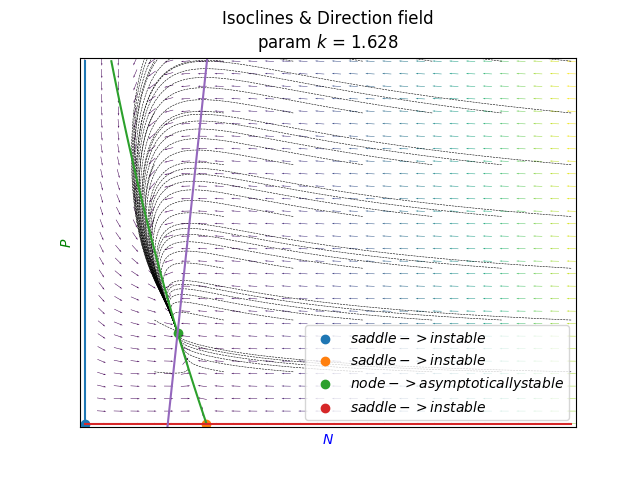 Isoclines & Direction field
param k = 1.628
P
saddle -> instable
saddle -> instable
node -> asymptoticallystable
saddle -> instable
N